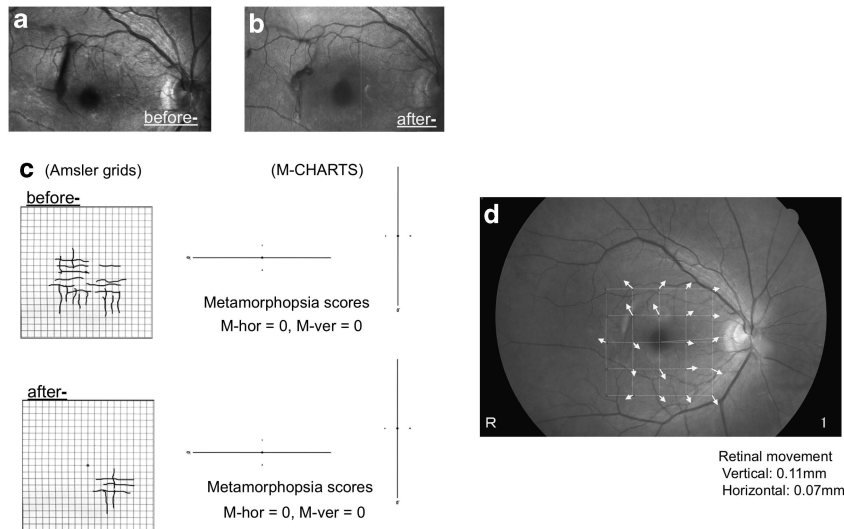 a
before-
b
after-
c (Amsler grids)
(M-CHARTS)
before-
Metamorphopsia scores
M-hor = 0, M-ver = 0
after-
Metamorphopsia scores
M-hor = 0, M-ver = 0
d
R
1
Retinal movement
Vertical: 0.11mm
Horizontal: 0.07mm